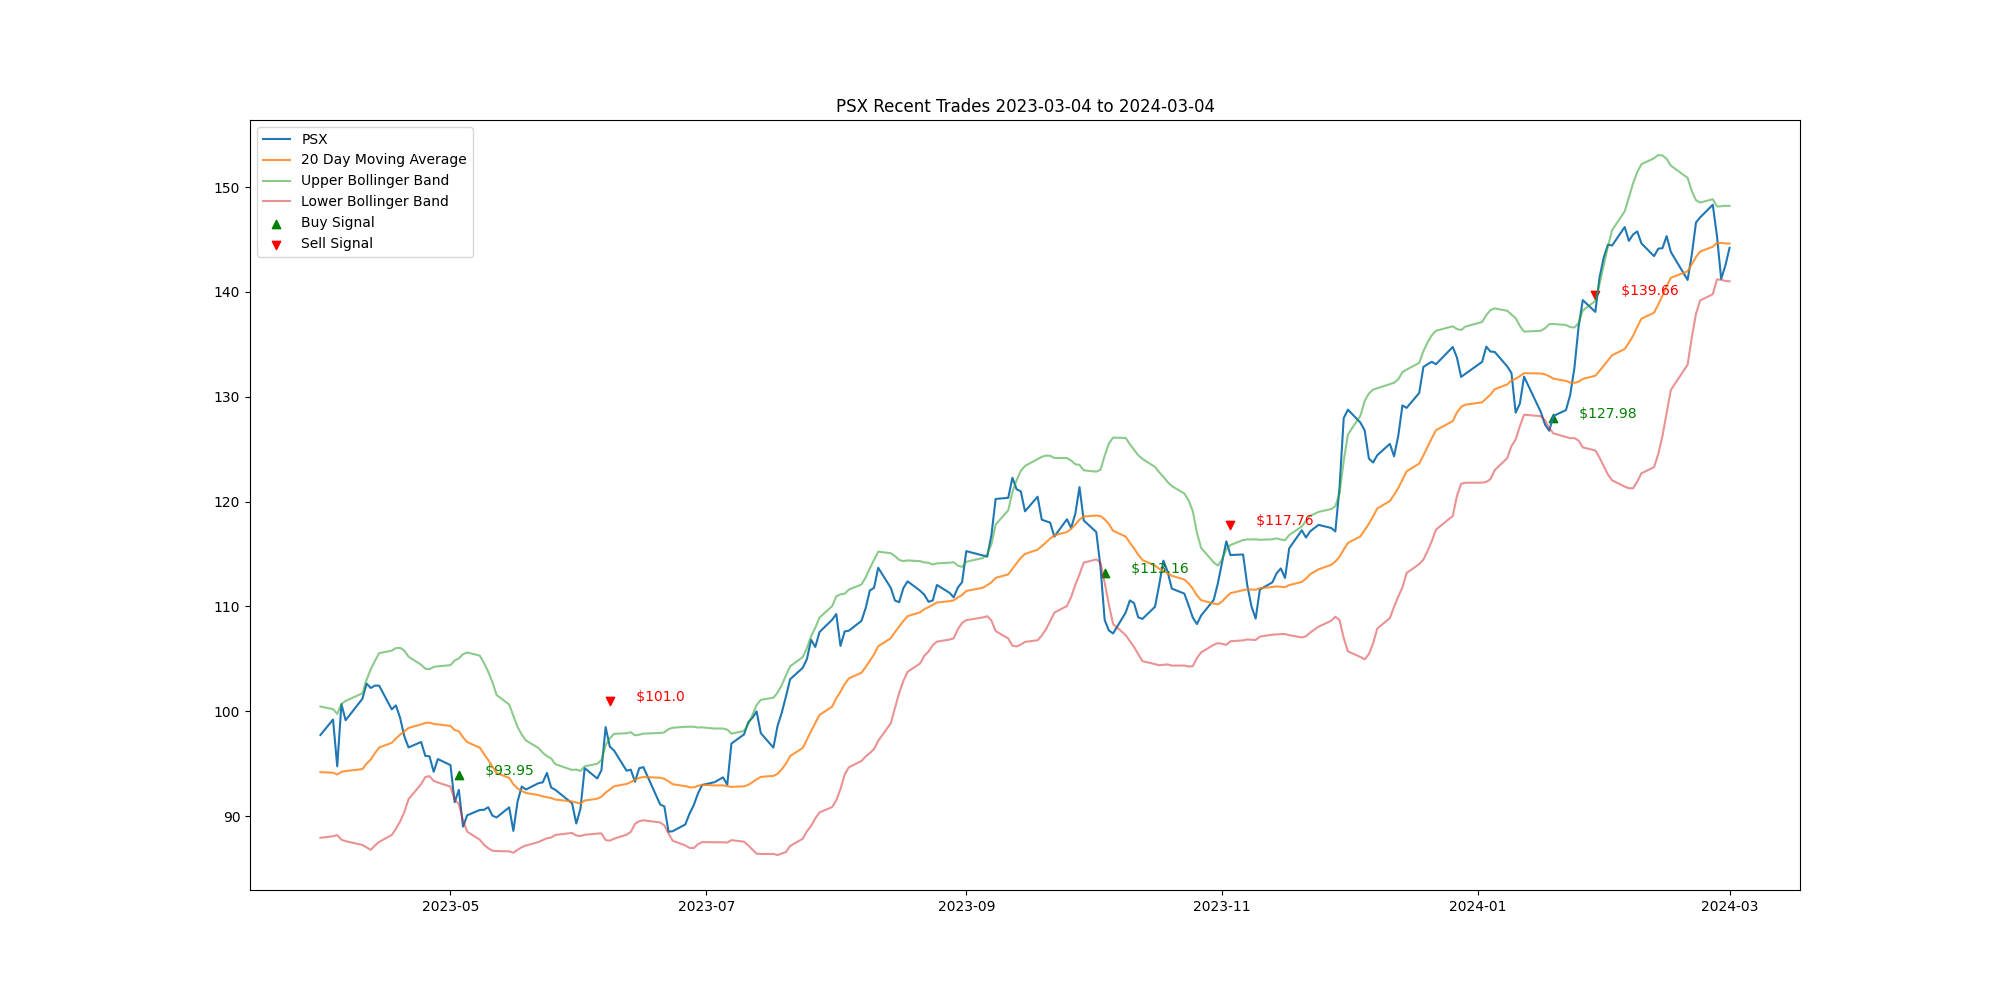 PSX Recent Trades 2023-03-04 to 2024-03-04
PSX
20 Day Moving Average
Upper Bollinger Band
Lower Bollinger Band
Buy Signal
Sell Signal
150
140
130
120
110
100
90
$139.66
$127.98
$117.76
$113.16
$101.0
$93.95
2023-05
2023-07
2023-09
2023-11
2024-01
2024-03